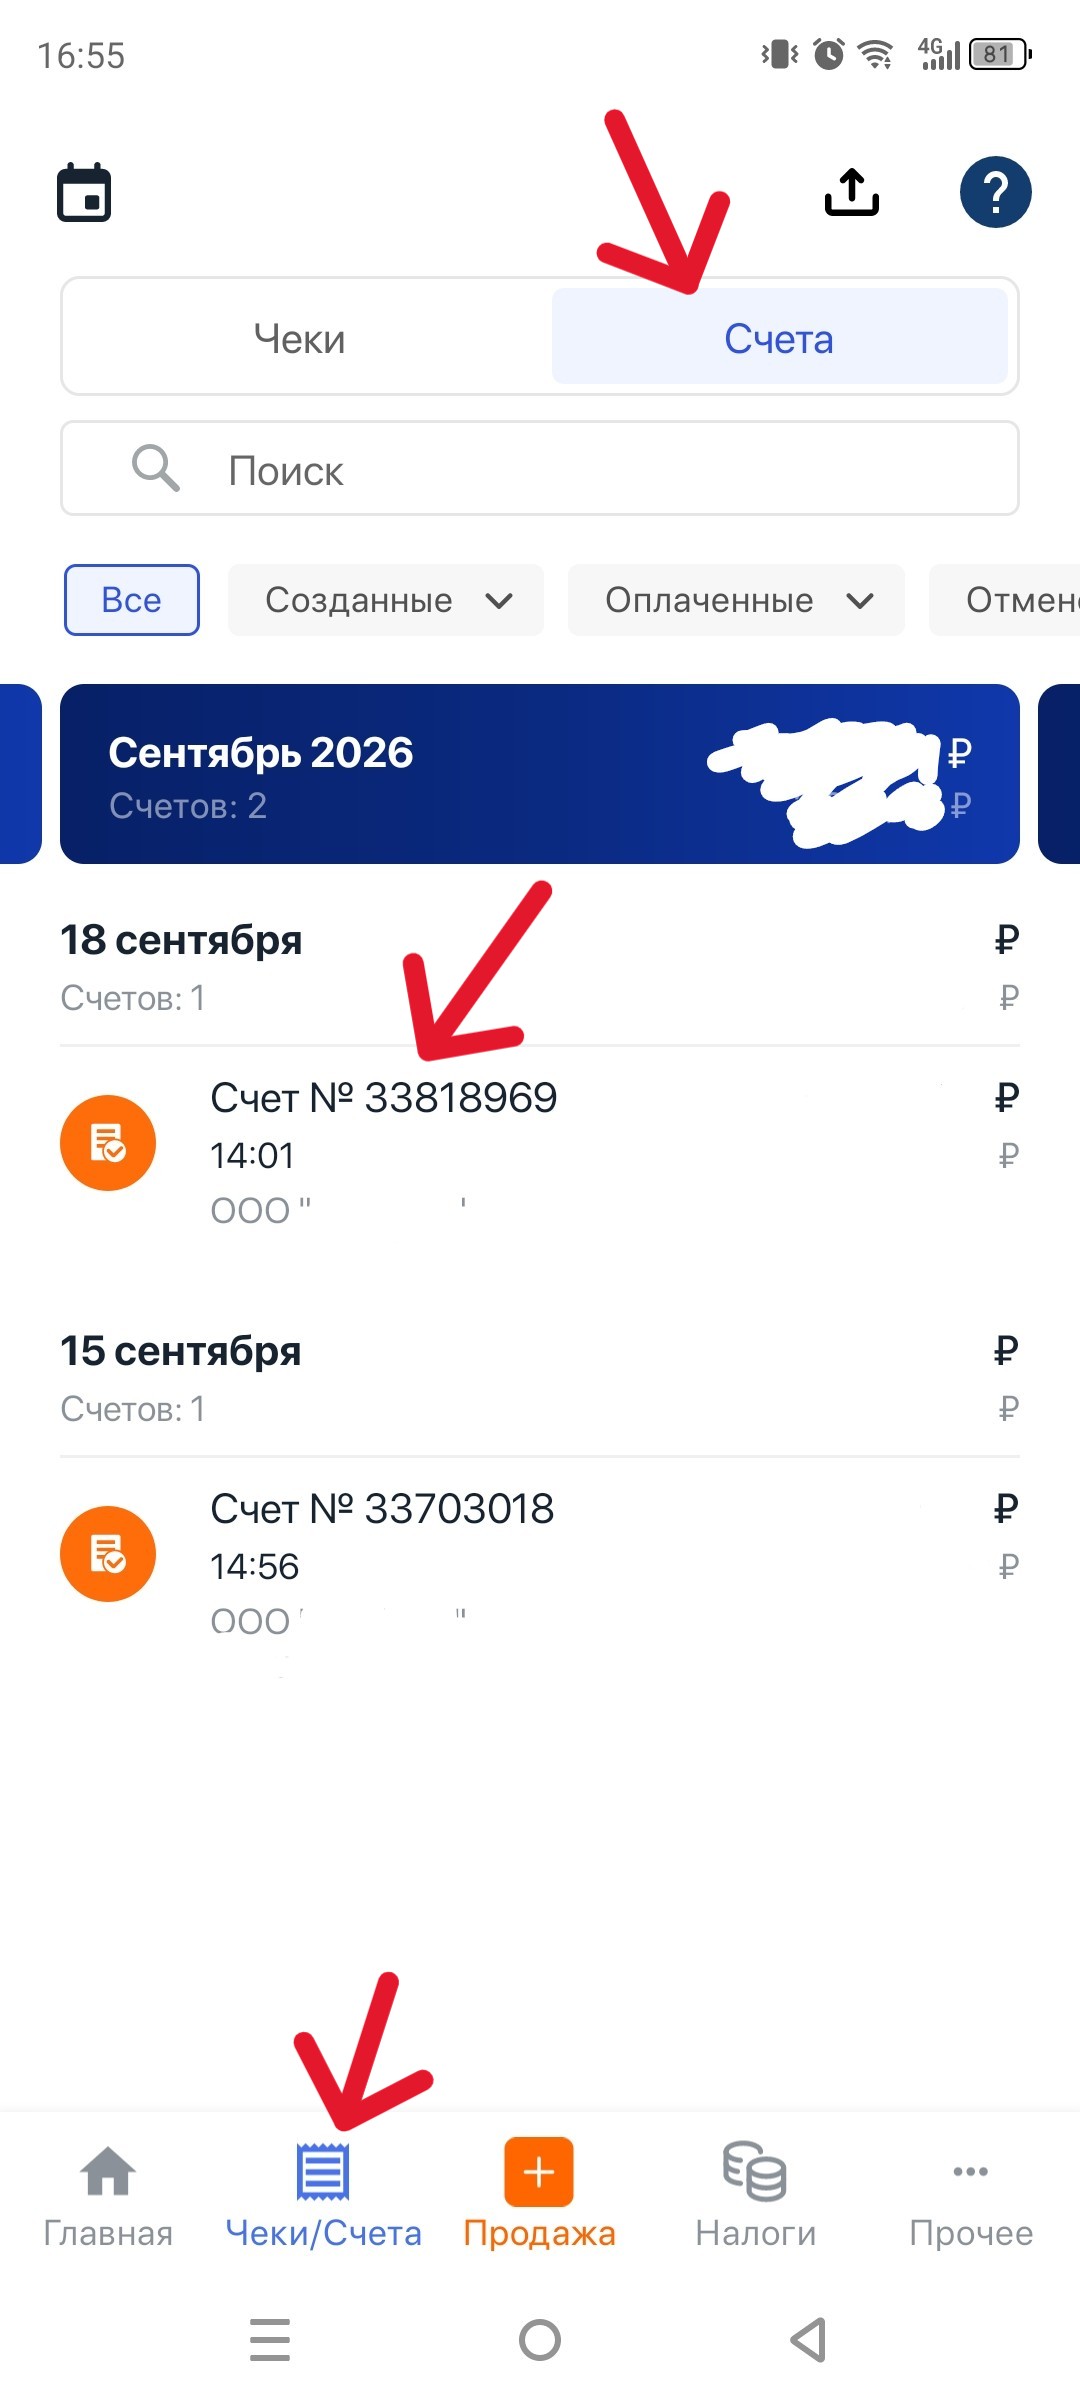 16:55
4G
81
?
Чеки
Счета
Поиск
Все
Созданные
Оплаченные
Отмен
Сентябрь 2026
₽
Счетов: 2
₽
18 сентября
₽
Счетов: 1
₽
Счет № 33818969
₽
14:01
₽
ООО " '
15 сентября
₽
Счетов: 1
₽
Счет № 33703018
₽
14:56
₽
ООО ' "
Главная
Чеки/Счета
Продажа
Налоги
Прочее